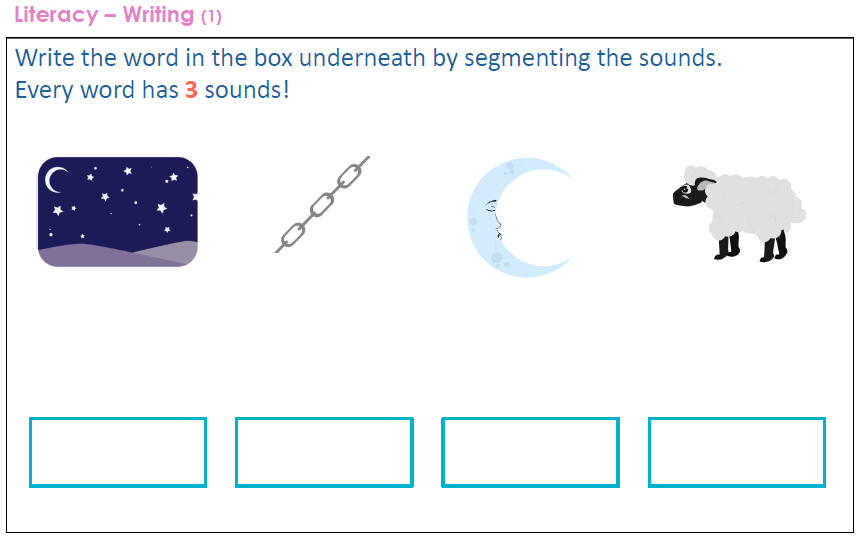 Literacy – Writing (1)
Write the word in the box underneath by segmenting the sounds.
Every word has 3 sounds!